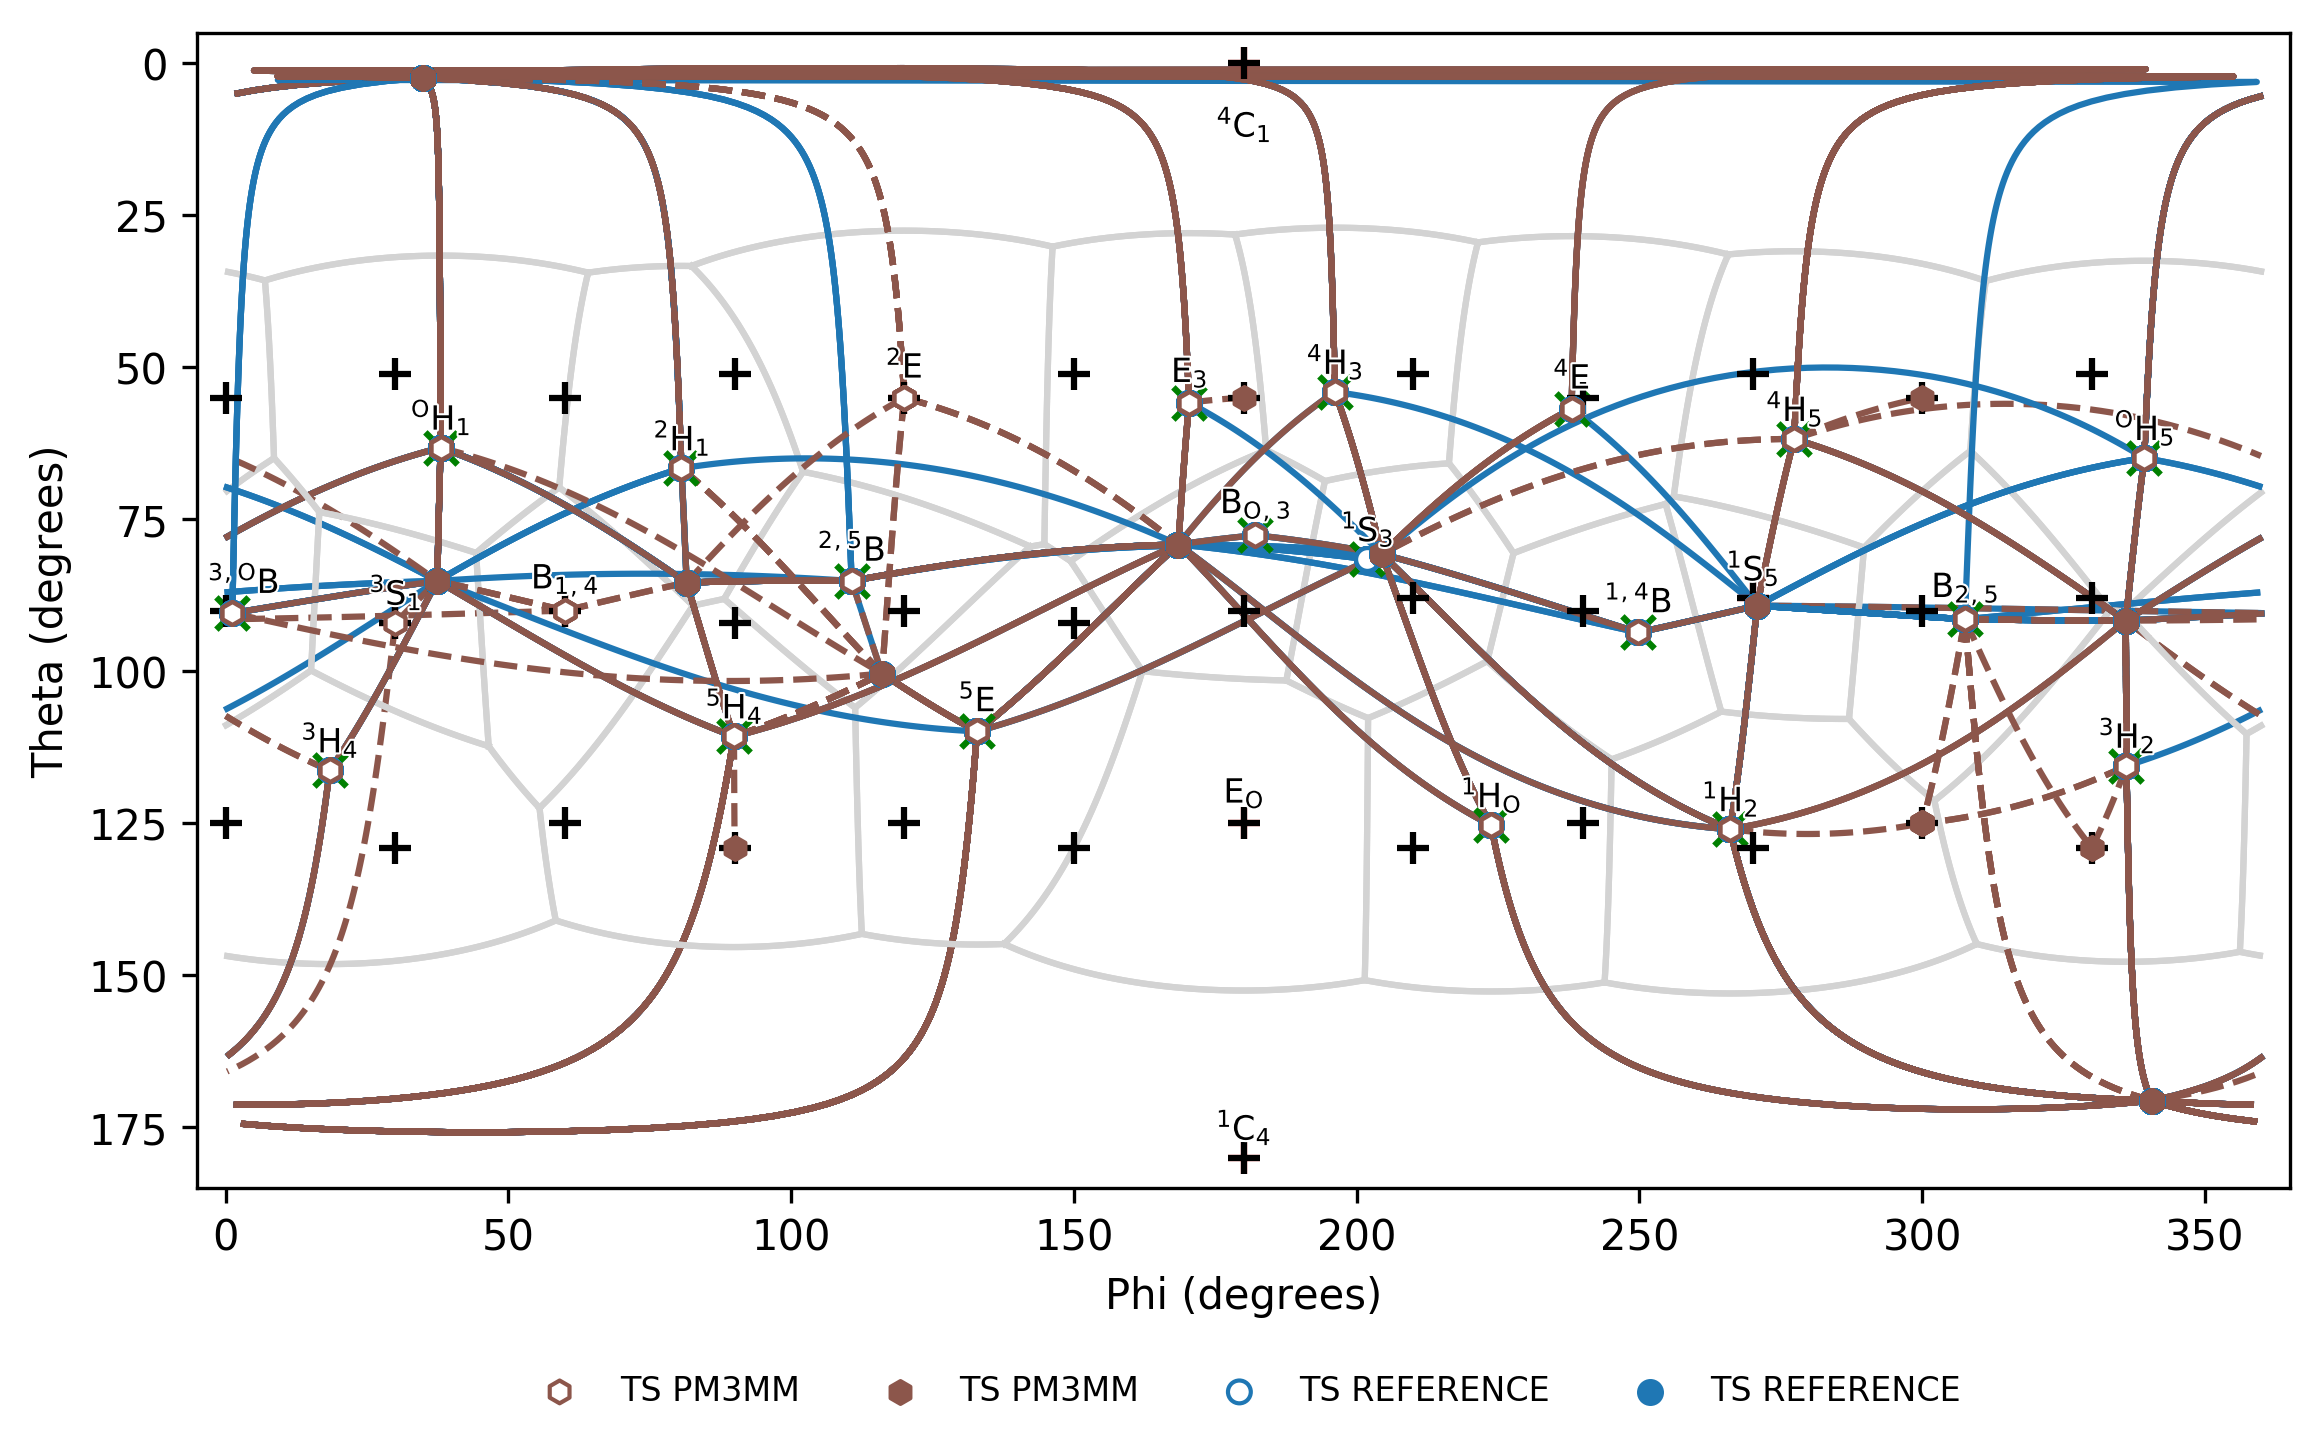 0
25
50
75
100
125
150
175
Theta (degrees)
⁴C₁
²E
E₃
⁴H₃
⁴E
ᴼH₁
²H₁
⁴H₅
ᴼH₅
²,⁵B
B_O,3
¹S₃
³,ᴼB
³S₁
B₁,₄
¹,⁴B
¹S₅
B₂,₅
³H₄
⁵H₄
⁵E
³H₂
E_O
¹H_O
¹H₂
¹C₄
0 50 100 150 200 250 300 350
Phi (degrees)
TS PM3MM TS PM3MM TS REFERENCE TS REFERENCE